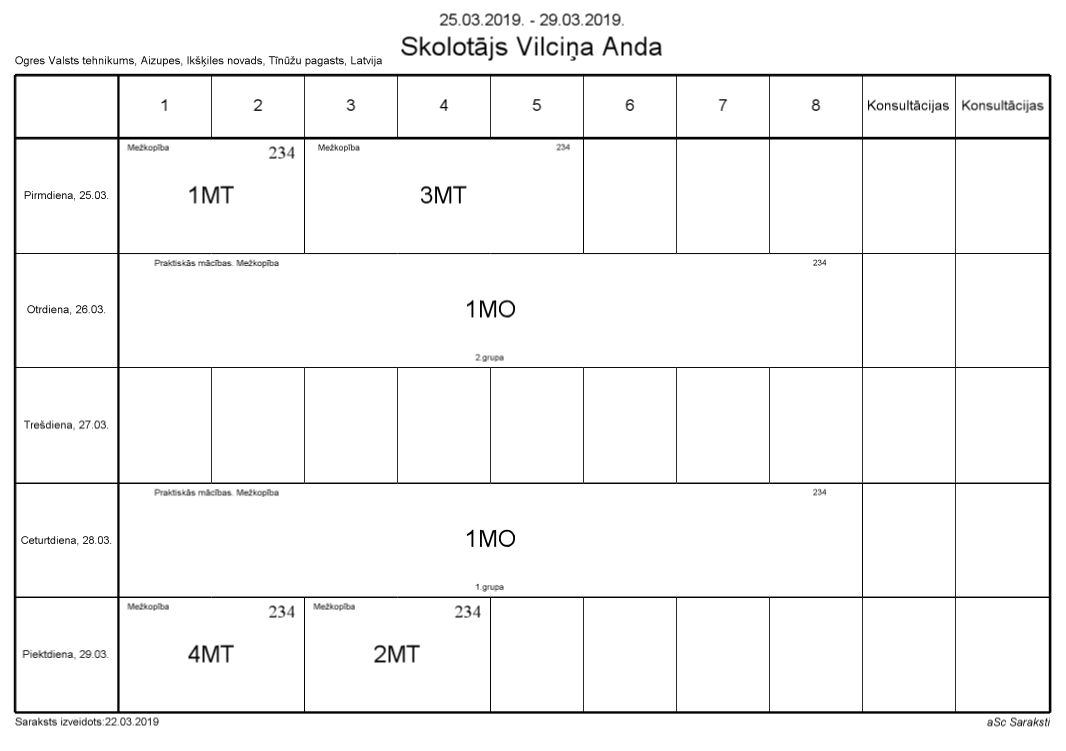 25.03.2019. - 29.03.2019.
Skolotājs Vilciņa Anda
Ogres Valsts tehnikums, Aizupes, Ikšķiles novads, Tīnūžu pagasts, Latvija
1 2 3 4 5 6 7 8 Konsultācijas Konsultācijas
Mežkopība 234 Mežkopība 234
Pirmdiena, 25.03. 1MT 3MT
Praktiskās mācības. Mežkopība 234
Otrdiena, 26.03. 1MO
2.grupa
Trešdiena, 27.03.
Praktiskās mācības. Mežkopība 234
Ceturtdiena, 28.03. 1MO
1.grupa
Mežkopība 234 Mežkopība 234
Piektdiena, 29.03. 4MT 2MT
Saraksts izveidots:22.03.2019 aSc Saraksti